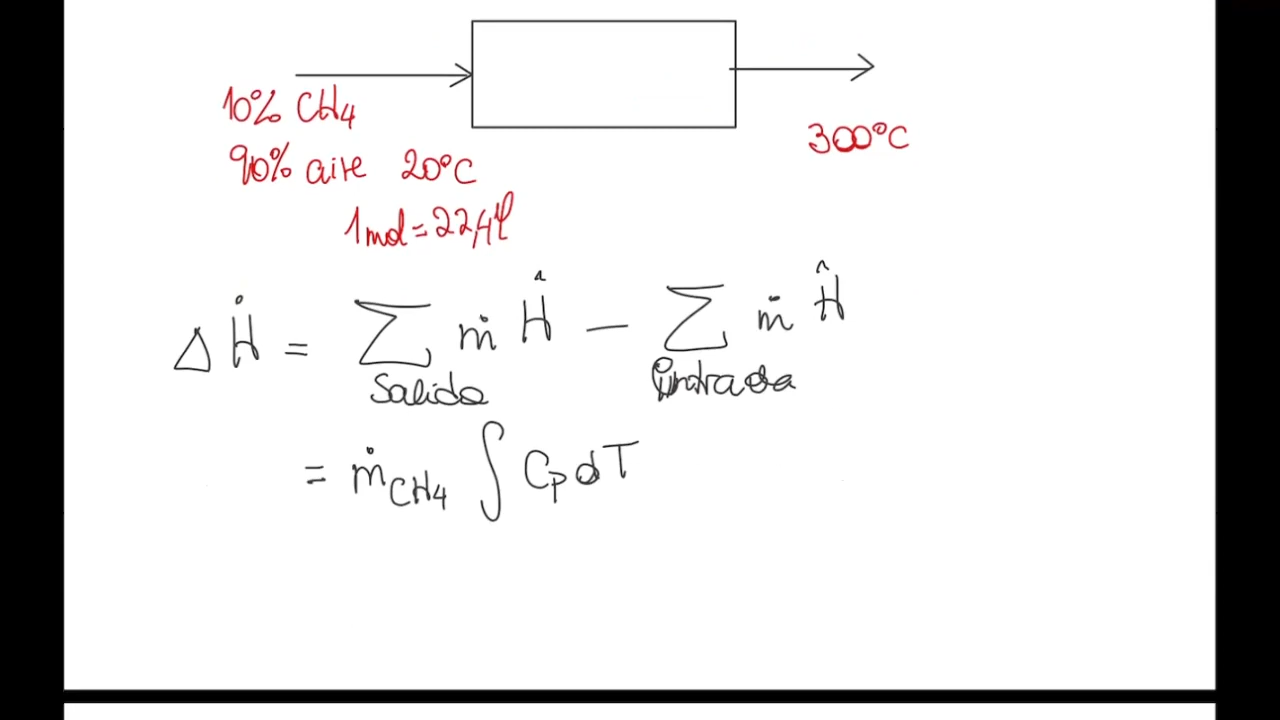 10% CH4
300°C
90% aire 20°C
1mol=22,4l
ΔḢ = Σ ṁ Ĥ − Σ ṁ Ĥ
Salida Entrada
= ṁCH4 ∫ Cp dT